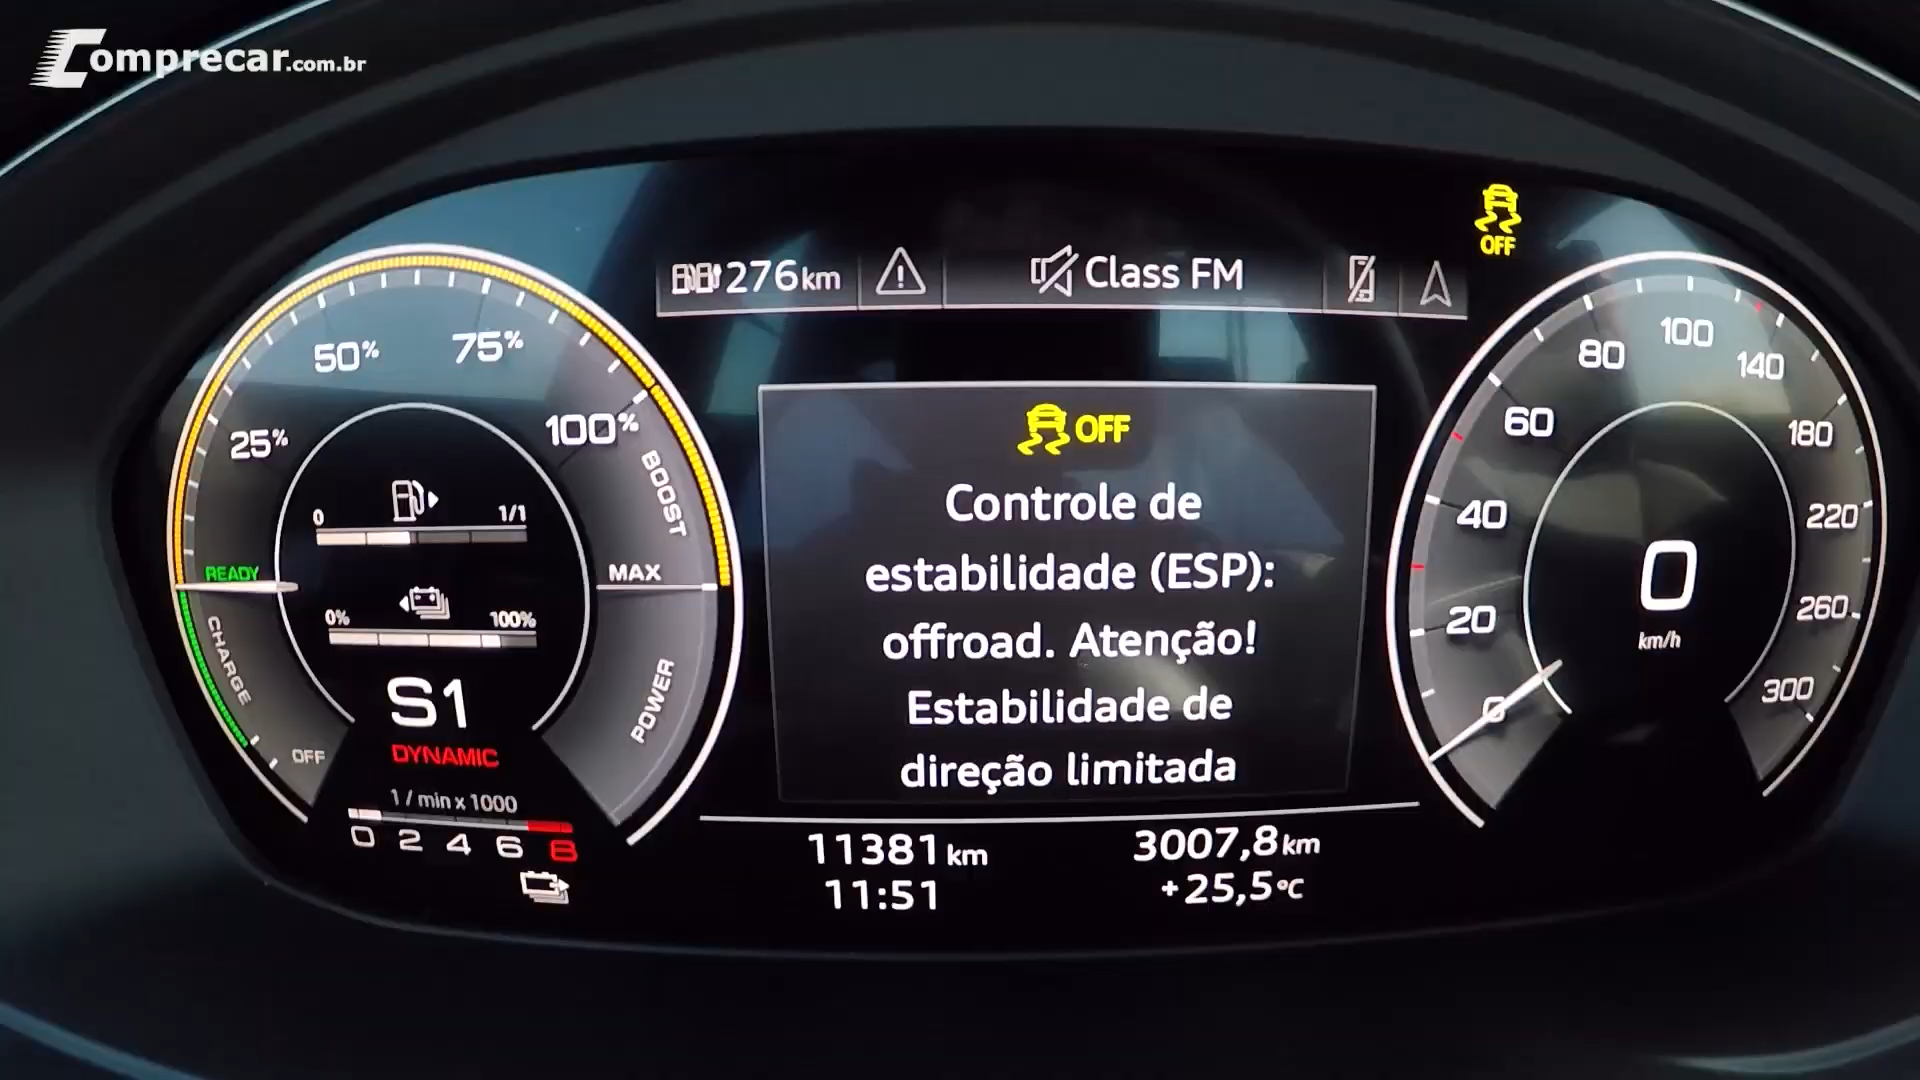 Comprecar.com.br
OFF
276km
Class FM
25%
50%
75%
100%
BOOST
MAX
POWER
READY
CHARGE
OFF
0 1/1
0% 100%
S1
DYNAMIC
1 / min x 1000
0 2 4 6 8
OFF
Controle de
estabilidade (ESP):
offroad. Atenção!
Estabilidade de
direção limitada
11381 km
3007,8 km
11:51
+25,5°C
0
20
40
60
80
100
140
180
220
260
300
0
km/h